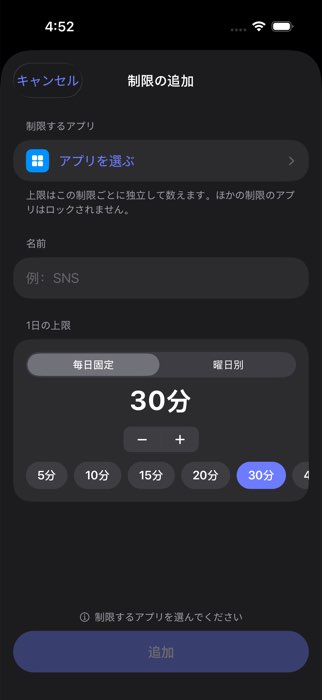 4:52
キャンセル
制限の追加
制限するアプリ
アプリを選ぶ
上限はこの制限ごとに独立して数えます。ほかの制限のアプ
リはロックされません。
名前
例: SNS
1日の上限
毎日固定
曜日別
30分
− +
5分 10分 15分 20分 30分
制限するアプリを選んでください
追加